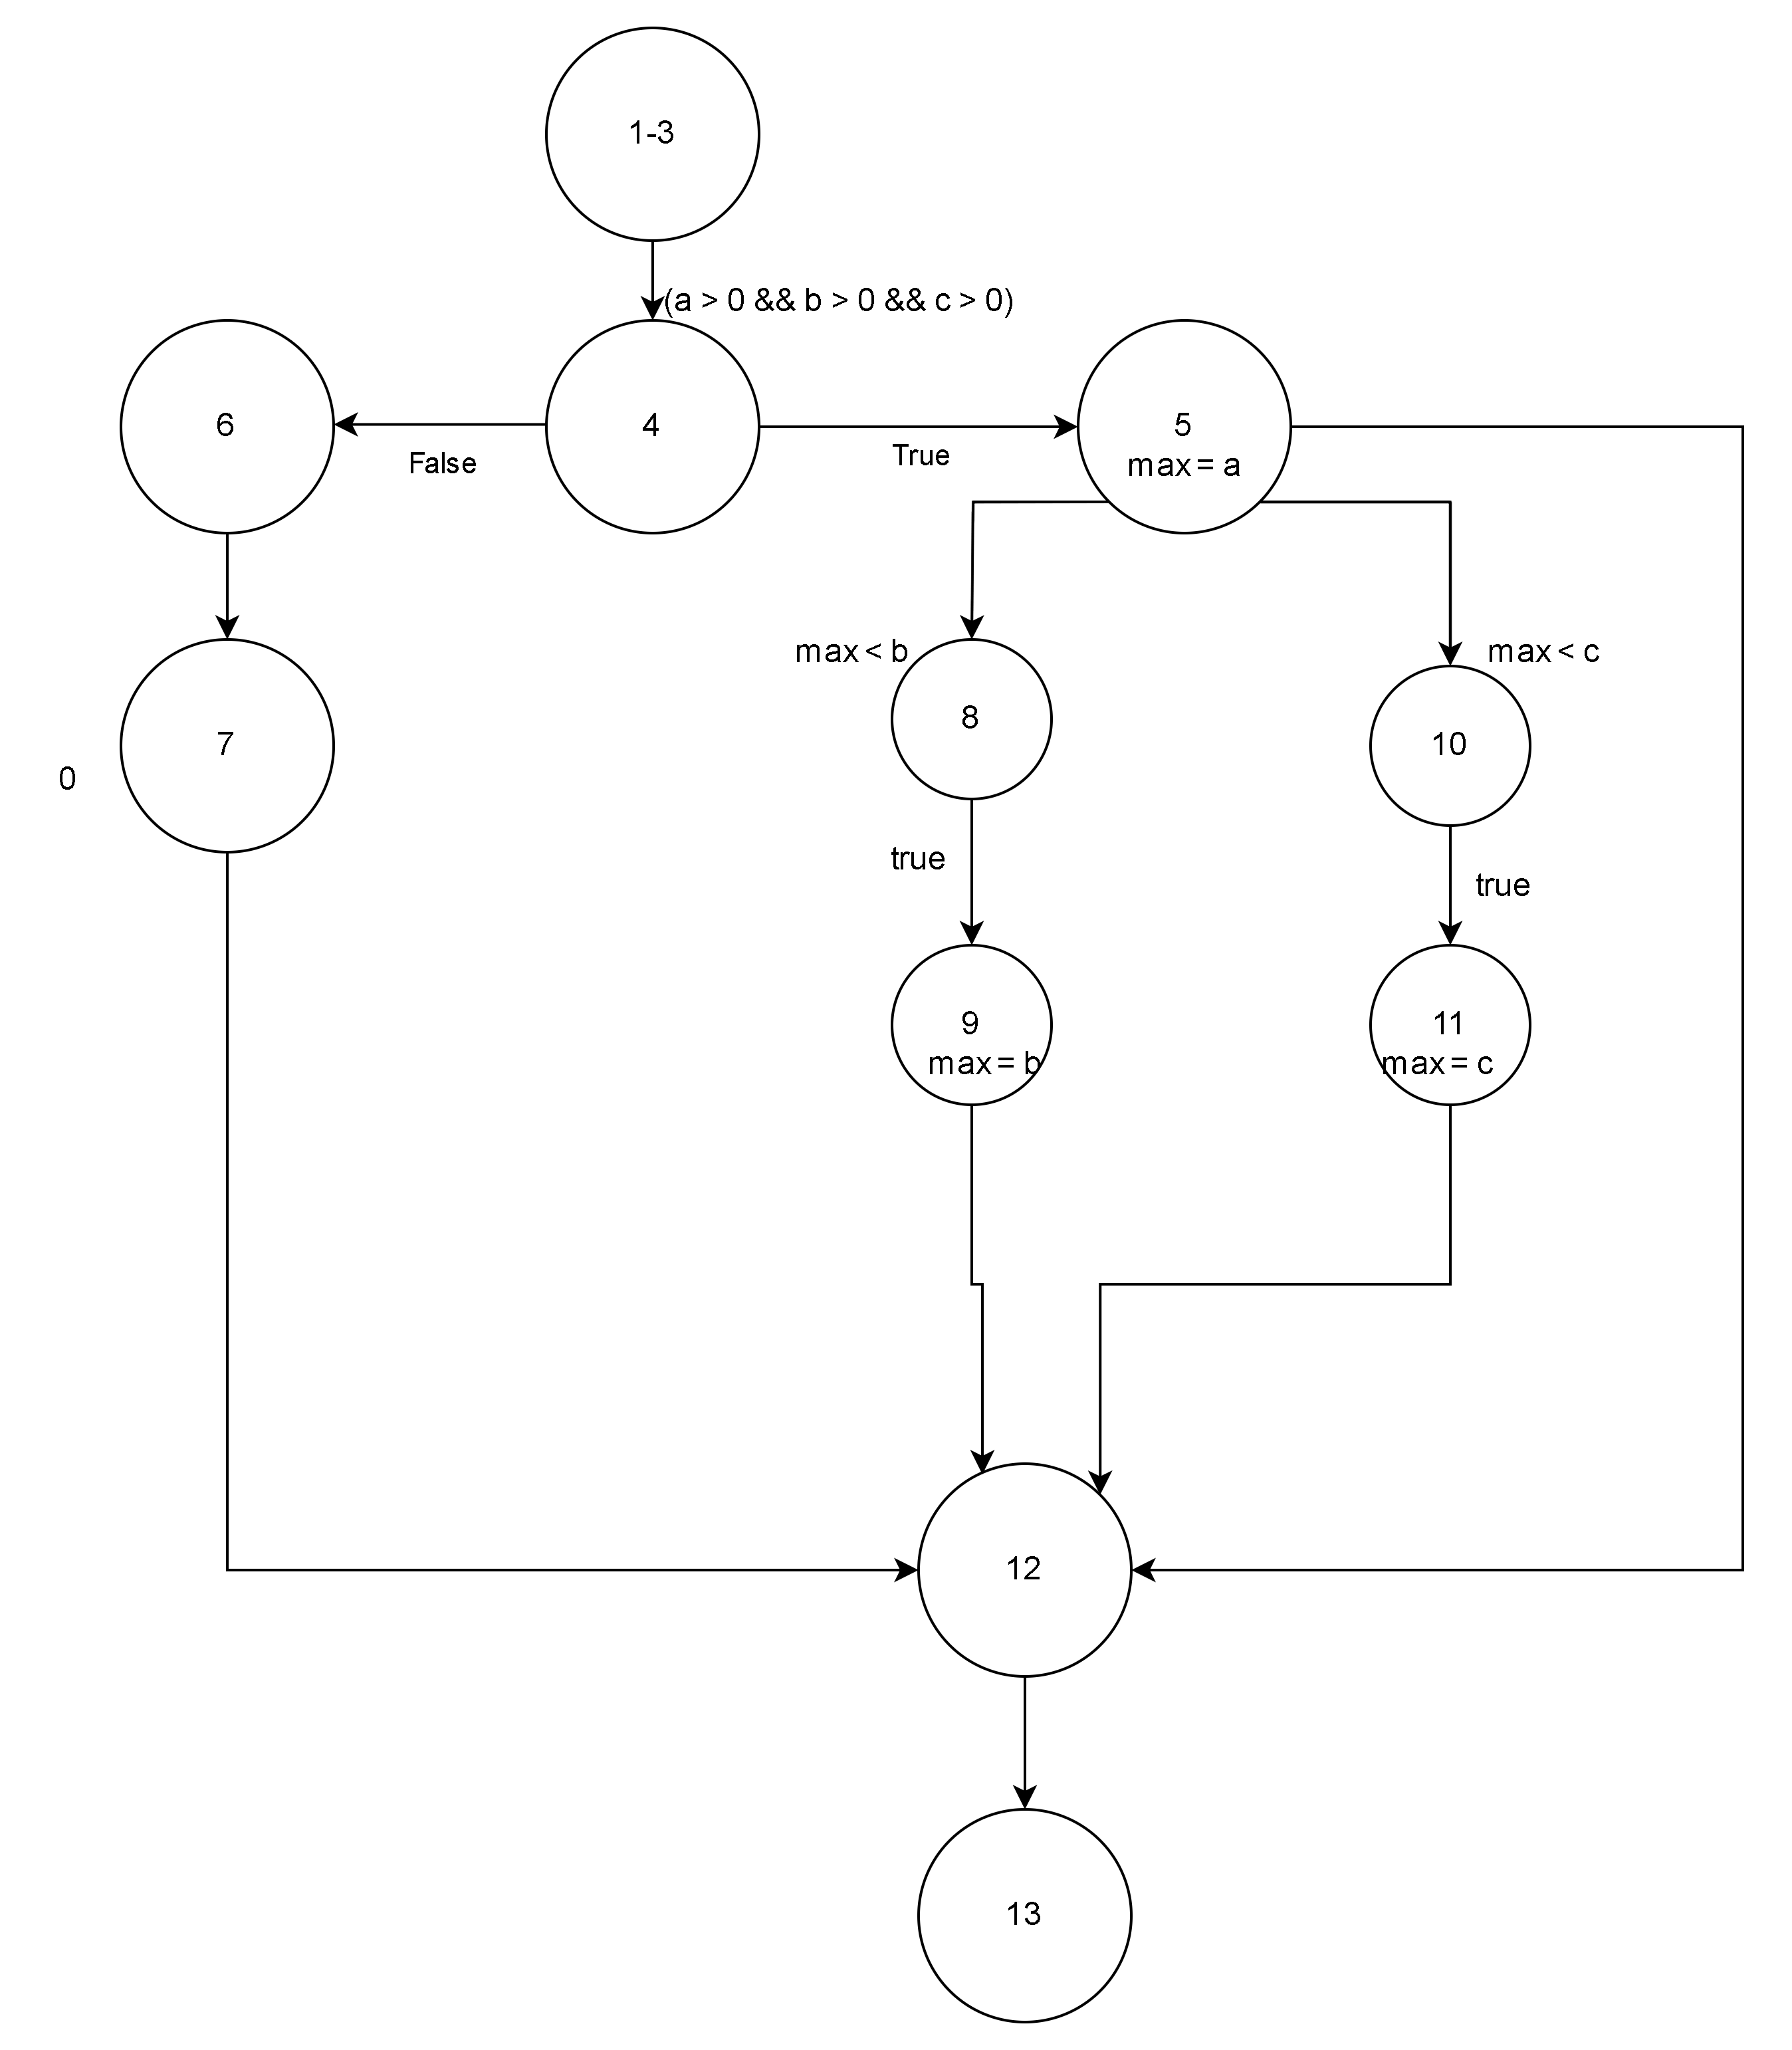 1-3
(a > 0 && b > 0 && c > 0)
6
4
5
max = a
False
True
max < b
max < c
8
7
10
0
true
true
9
max = b
11
max = c
12
13